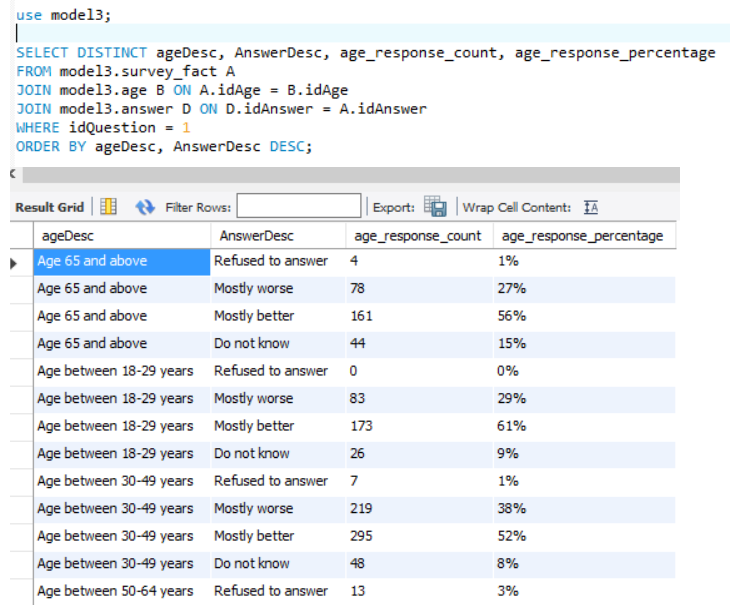 use model3;
SELECT DISTINCT ageDesc, AnswerDesc, age_response_count, age_response_percentage
FROM model3.survey_fact A
JOIN model3.age B ON A.idAge = B.idAge
JOIN model3.answer D ON D.idAnswer = A.idAnswer
WHERE idQuestion = 1
ORDER BY ageDesc, AnswerDesc DESC;
Result Grid Filter Rows: Export: Wrap Cell Content:
ageDesc AnswerDesc age_response_count age_response_percentage
Age 65 and above Refused to answer 4 1%
Age 65 and above Mostly worse 78 27%
Age 65 and above Mostly better 161 56%
Age 65 and above Do not know 44 15%
Age between 18-29 years Refused to answer 0 0%
Age between 18-29 years Mostly worse 83 29%
Age between 18-29 years Mostly better 173 61%
Age between 18-29 years Do not know 26 9%
Age between 30-49 years Refused to answer 7 1%
Age between 30-49 years Mostly worse 219 38%
Age between 30-49 years Mostly better 295 52%
Age between 30-49 years Do not know 48 8%
Age between 50-64 years Refused to answer 13 3%